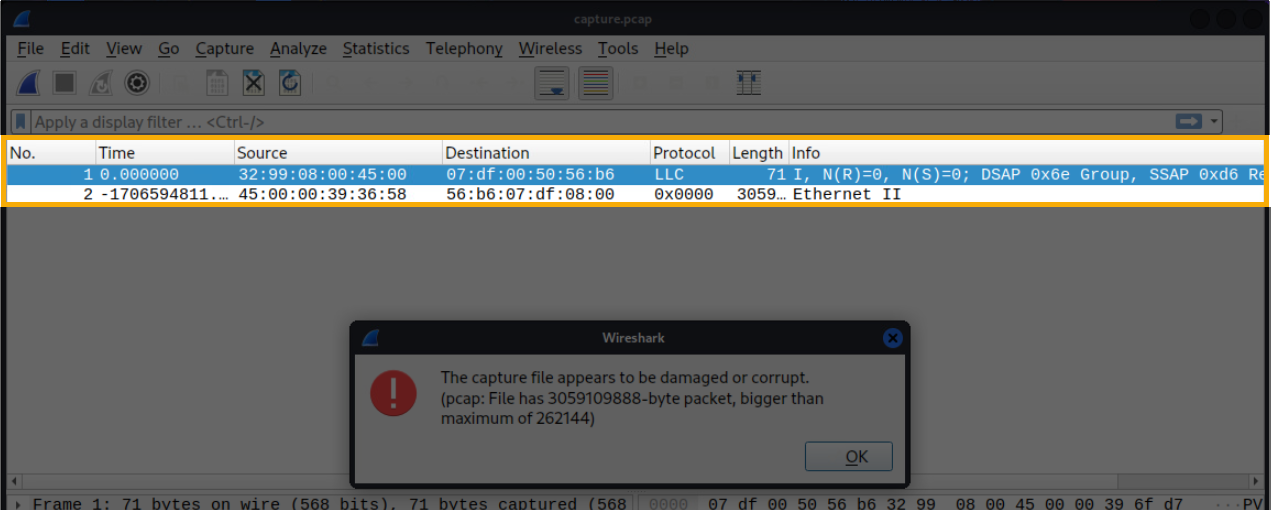 capture.pcap
File Edit View Go Capture Analyze Statistics Telephony Wireless Tools Help
Apply a display filter ... <Ctrl-/>
No. Time Source Destination Protocol Length Info
1 0.000000 32:99:08:00:45:00 07:df:00:50:56:b6 LLC 71 I, N(R)=0, N(S)=0; DSAP 0x6e Group, SSAP 0xd6 Re
2 -1706594811.… 45:00:00:39:36:58 56:b6:07:df:08:00 0x0000 3059… Ethernet II
Wireshark
The capture file appears to be damaged or corrupt.
(pcap: File has 3059109888-byte packet, bigger than
maximum of 262144)
OK
Frame 1: 71 bytes on wire (568 bits), 71 bytes captured (568 0000 07 df 00 50 56 b6 32 99 08 00 45 00 00 39 6f d7 ···PV